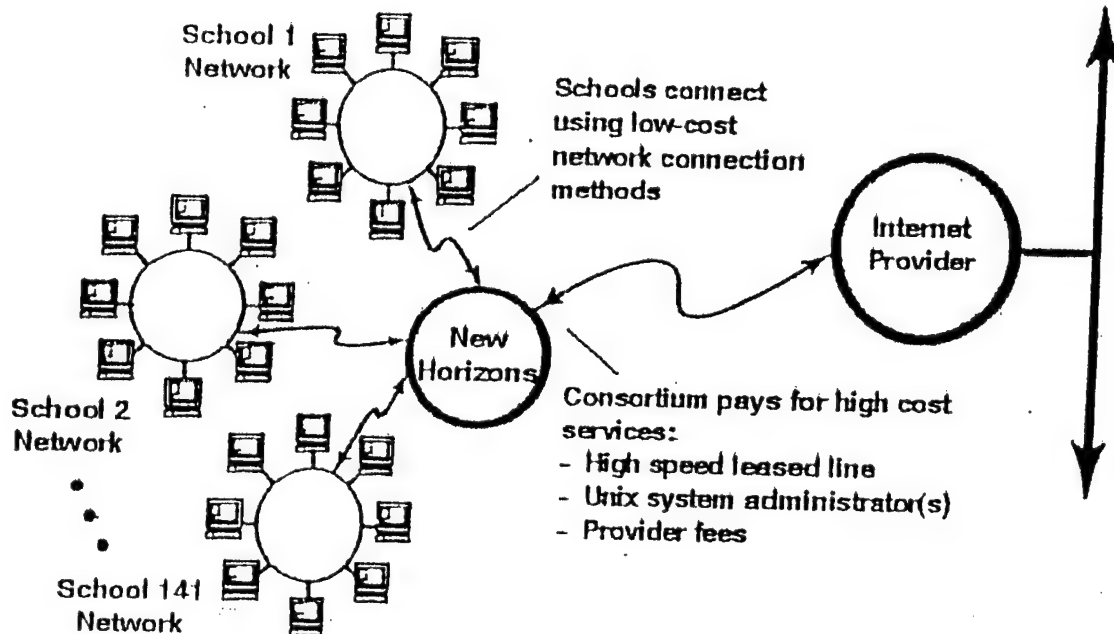 School 1
Network
Schools connect
using low-cost
network connection
methods
Internet
Provider
New
Horizons
School 2
Network
Consortium pays for high cost
services:
- High speed leased line
- Unix system administrator(s)
- Provider fees
School 141
Network